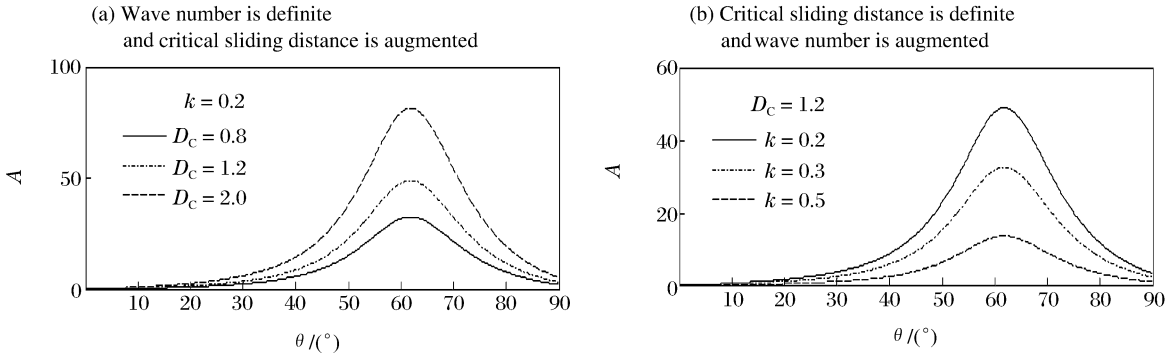 (a) Wave number is definite
and critical sliding distance is augmented
100
50
0
A
k = 0.2
D_C = 0.8
D_C = 1.2
D_C = 2.0
10 20 30 40 50 60 70 80 90
θ /(°)
(b) Critical sliding distance is definite
and wave number is augmented
60
40
20
0
A
D_C = 1.2
k = 0.2
k = 0.3
k = 0.5
10 20 30 40 50 60 70 80 90
θ /(°)